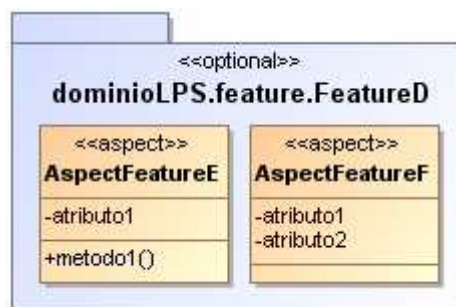 <<optional>>
dominioLPS.feature.FeatureD
<<aspect>>
AspectFeatureE
-atributo1
+metodo1()
<<aspect>>
AspectFeatureF
-atributo1
-atributo2